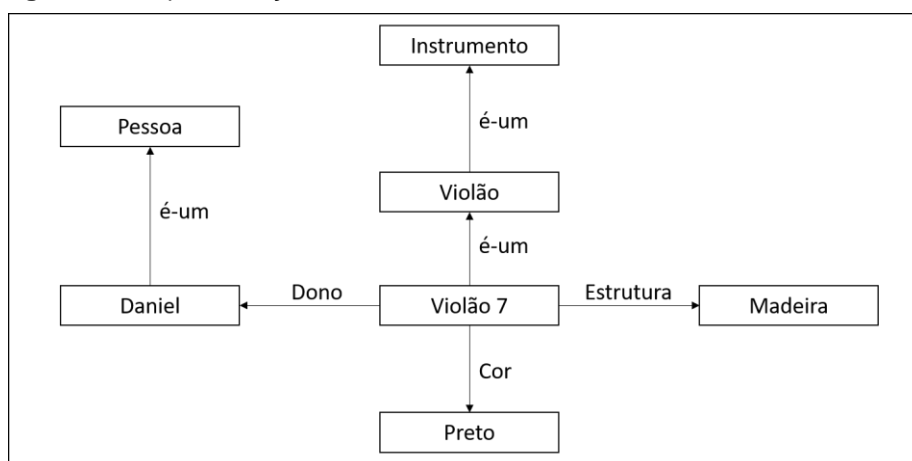 Instrumento
é-um
Pessoa
Violão
é-um
é-um
Daniel
Dono
Violão 7
Estrutura
Madeira
Cor
Preto